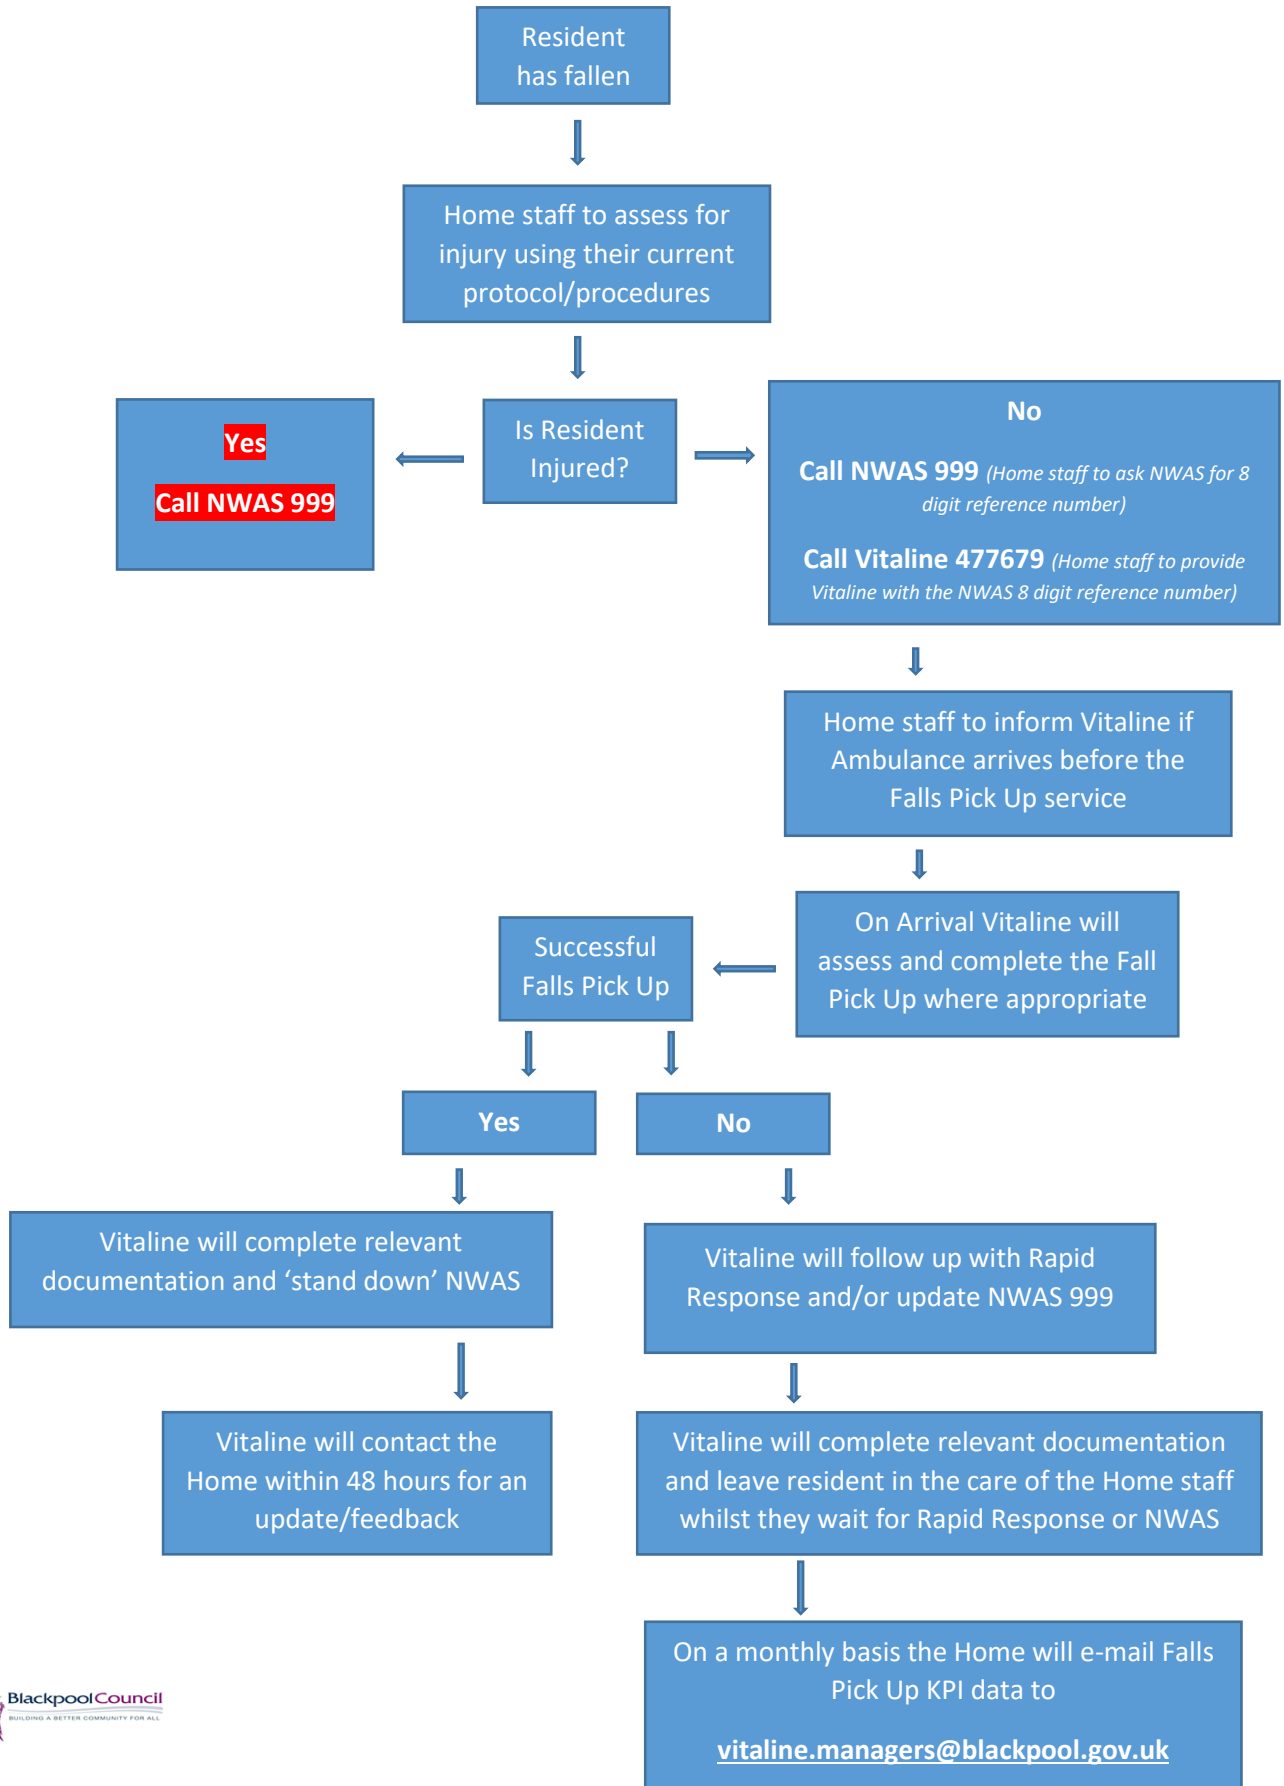 Resident
has fallen
Home staff to assess for
injury using their current
protocol/procedures
Is Resident
Injured?
Yes
Call NWAS 999
No
Call NWAS 999 (Home staff to ask NWAS for 8
digit reference number)
Call Vitaline 477679 (Home staff to provide
Vitaline with the NWAS 8 digit reference number)
Home staff to inform Vitaline if
Ambulance arrives before the
Falls Pick Up service
On Arrival Vitaline will
assess and complete the Fall
Pick Up where appropriate
Successful
Falls Pick Up
Yes
No
Vitaline will complete relevant
documentation and ‘stand down’ NWAS
Vitaline will follow up with Rapid
Response and/or update NWAS 999
Vitaline will contact the
Home within 48 hours for an
update/feedback
Vitaline will complete relevant documentation
and leave resident in the care of the Home staff
whilst they wait for Rapid Response or NWAS
On a monthly basis the Home will e-mail Falls
Pick Up KPI data to
vitaline.managers@blackpool.gov.uk
BlackpoolCouncil
BUILDING A BETTER COMMUNITY FOR ALL